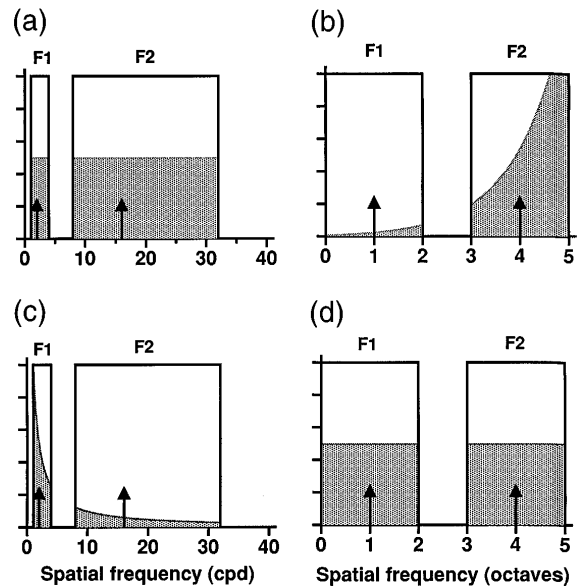 (a)
F1 F2
0 10 20 30 40
(b)
F1 F2
0 1 2 3 4 5
(c)
F1 F2
0 10 20 30 40
Spatial frequency (cpd)
(d)
F1 F2
0 1 2 3 4 5
Spatial frequency (octaves)